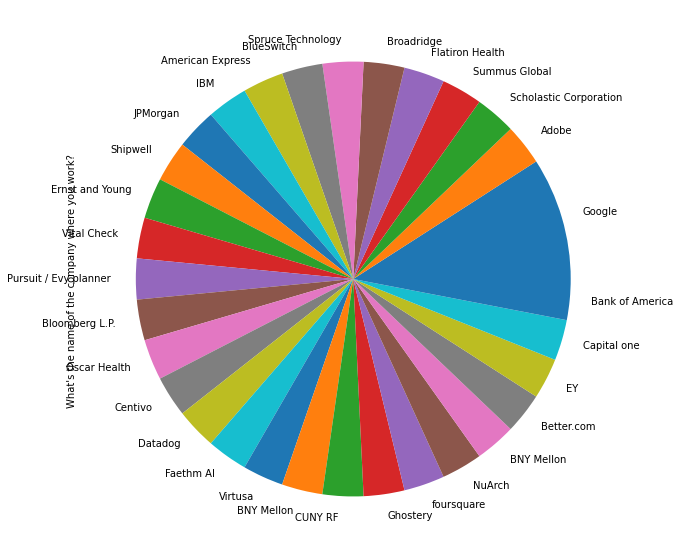 Spruce Technology
BlueSwitch
American Express
IBM
JPMorgan
Shipwell
Ernst and Young
Vital Check
Pursuit / Evy planner
Bloomberg L.P.
Oscar Health
Centivo
Datadog
Faethm AI
Virtusa
BNY Mellon
CUNY RF
Ghostery
foursquare
NuArch
BNY Mellon
Better.com
EY
Capital one
Bank of America
Google
Adobe
Scholastic Corporation
Summus Global
Flatiron Health
Broadridge
What's the name of the company where you work?